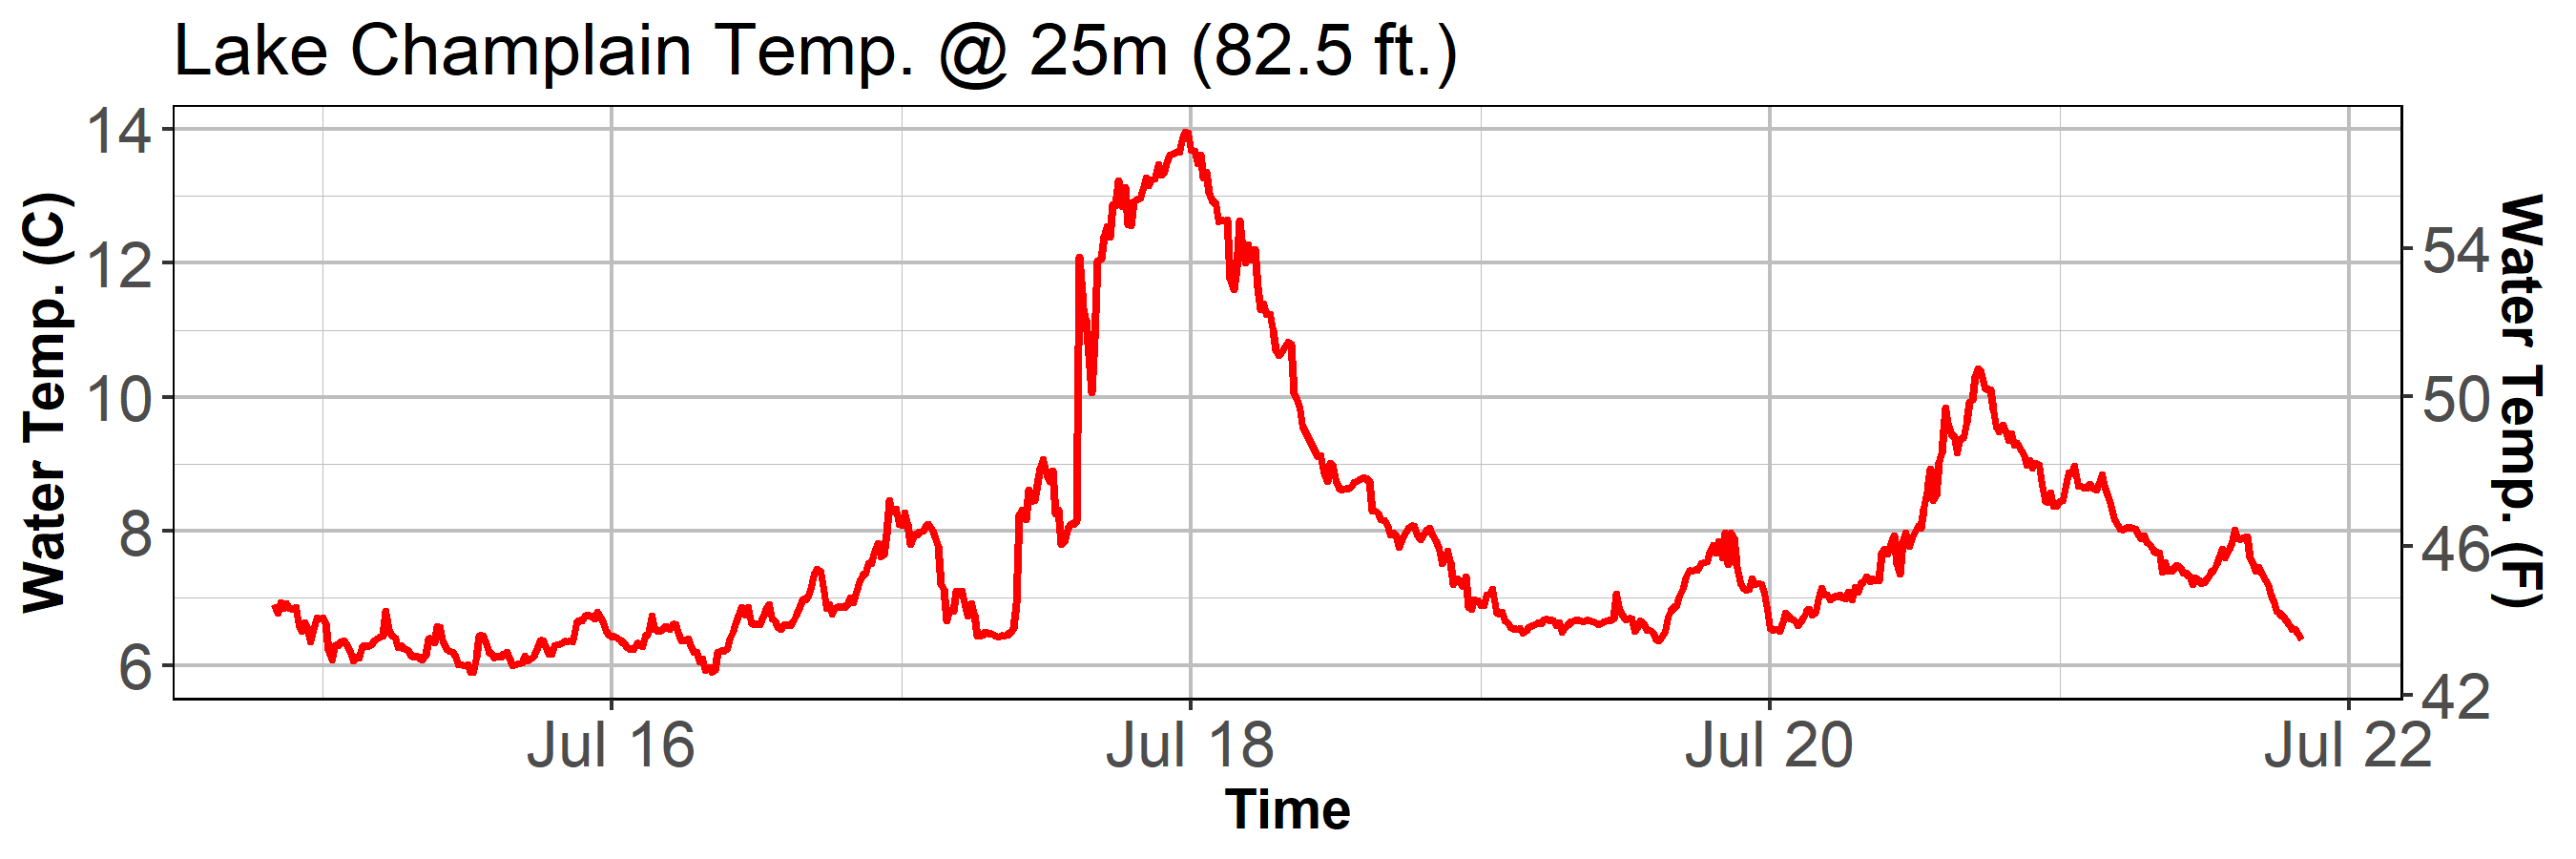 Lake Champlain Temp. @ 25m (82.5 ft.)
Water Temp. (C)
14
12
10
8
6
54
50
46
42
Water Temp. (F)
Jul 16 Jul 18 Jul 20 Jul 22
Time